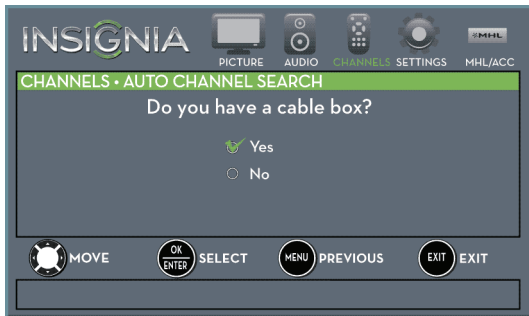 INSIGNIA
PICTURE AUDIO CHANNELS SETTINGS MHL/ACC
MHL
CHANNELS • AUTO CHANNEL SEARCH
Do you have a cable box?
Yes
No
MOVE OK ENTER SELECT MENU PREVIOUS EXIT EXIT